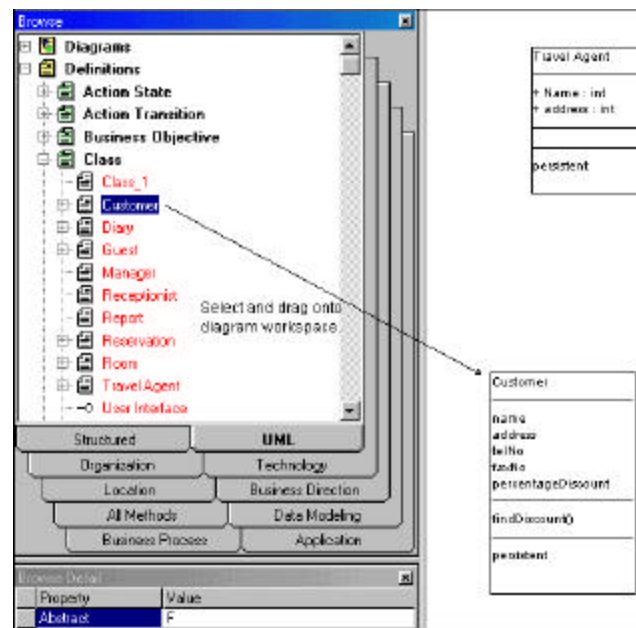 Browse
Diagrams
Definitions
Action State
Action Transition
Business Objective
Class
Class_1
Customer
Diary
Guest
Manager
Receptionist
Report
Reservation
Room
Travel Agent
User Interface
Select and drag onto
diagram workspace.
Structured
UML
Organization
Technology
Location
Business Direction
All Methods
Data Modeling
Business Process
Application
Browse Detail
Property Value
Abstract F
Travel Agent
+ Name : int
+ address : int
persistent
Customer
name
address
telNo
faxNo
percentageDiscount
findDiscount()
persistent